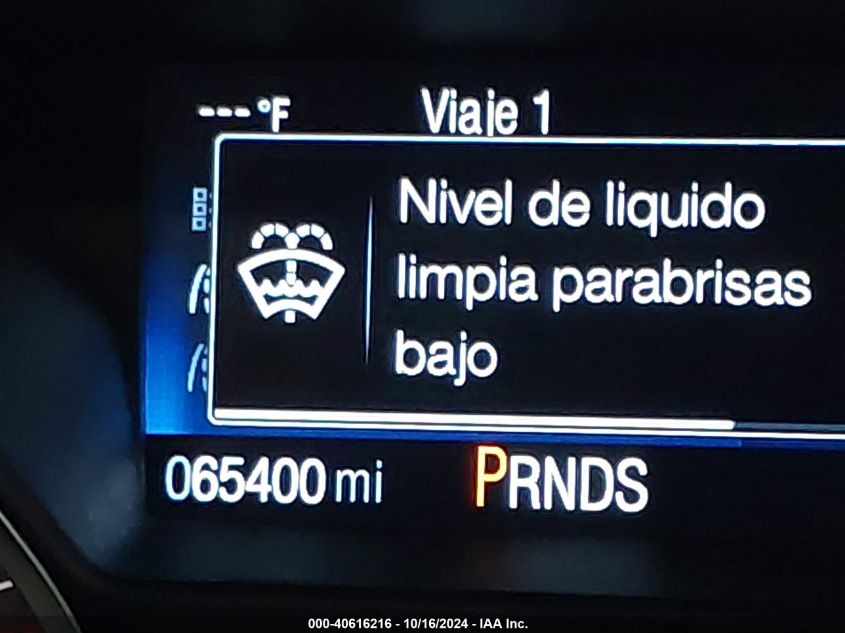 ---°F Viaje 1
Nivel de liquido
limpia parabrisas
bajo
065400 mi PRNDS
000-40616216 - 10/16/2024 - IAA Inc.